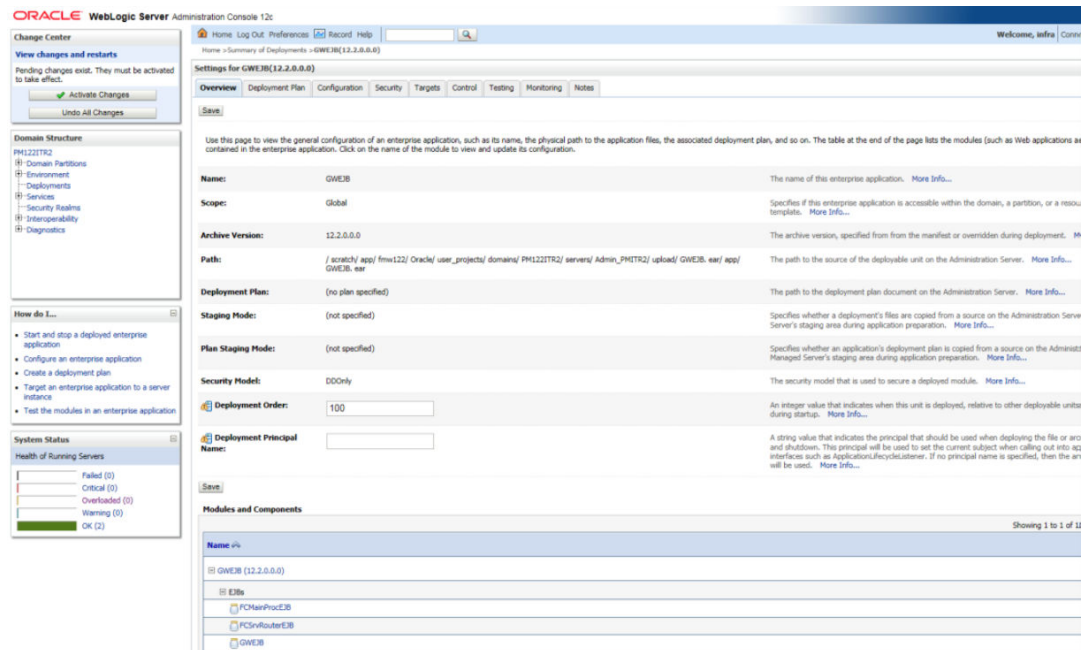 ORACLE WebLogic Server Administration Console 12c
Change Center
View changes and restarts
Pending changes exist. They must be activated
to take effect.
Activate Changes
Undo All Changes
Domain Structure
PM122ITR2
Domain Partitions
Environment
Deployments
Services
Security Realms
Interoperability
Diagnostics
How do I...
Start and stop a deployed enterprise
application
Configure an enterprise application
Create a deployment plan
Target an enterprise application to a server
instance
Test the modules in an enterprise application
System Status
Health of Running Servers
Failed (0)
Critical (0)
Overloaded (0)
Warning (0)
OK (2)
Home Log Out Preferences Record Help
Welcome, infra
Home >Summary of Deployments >GWEJB(12.2.0.0.0)
Settings for GWEJB(12.2.0.0.0)
Overview Deployment Plan Configuration Security Targets Control Testing Monitoring Notes
Save
Use this page to view the general configuration of an enterprise application, such as its name, the physical path to the application files, the associated deployment plan, and so on. The table at the end of the page lists the modules (such as Web applications
contained in the enterprise application. Click on the name of the module to view and update its configuration.
Name: GWEJB The name of this enterprise application. More Info...
Scope: Global Specifies if this enterprise application is accessible within the domain, a partition, or a
template. More Info...
Archive Version: 12.2.0.0.0 The archive version, specified from from the manifest or overridden during deployment.
Path: / scratch/ app/ fmw122/ Oracle/ user_projects/ domains/ PM122ITR2/ servers/ Admin_PMITR2/ upload/ GWEJB. ear/ app/ The path to the source of the deployable unit on the Administration Server. More Info...
GWEJB. ear
Deployment Plan: (no plan specified) The path to the deployment plan document on the Administration Server. More Info...
Staging Mode: (not specified) Specifies whether a deployment's files are copied from a source on the Administration
Server's staging area during application preparation. More Info...
Plan Staging Mode: (not specified) Specifies whether an application's deployment plan is copied from a source on the
Managed Server's staging area during application preparation. More Info...
Security Model: DDOnly The security model that is used to secure a deployed module. More Info...
Deployment Order: 100 An integer value that indicates when this unit is deployed, relative to other deployable
during startup. More Info...
Deployment Principal A string value that indicates the principal that should be used when deploying the file or
Name: and shutdown. This principal will be used to set the current subject when calling out into
interfaces such as ApplicationLifecycleListener. If no principal name is specified, then the
will be used. More Info...
Save
Modules and Components
Showing 1 to 1 of
Name
GWEJB (12.2.0.0.0)
EJBs
FCMainProcEJB
FCSrvRouterEJB
GWEJB